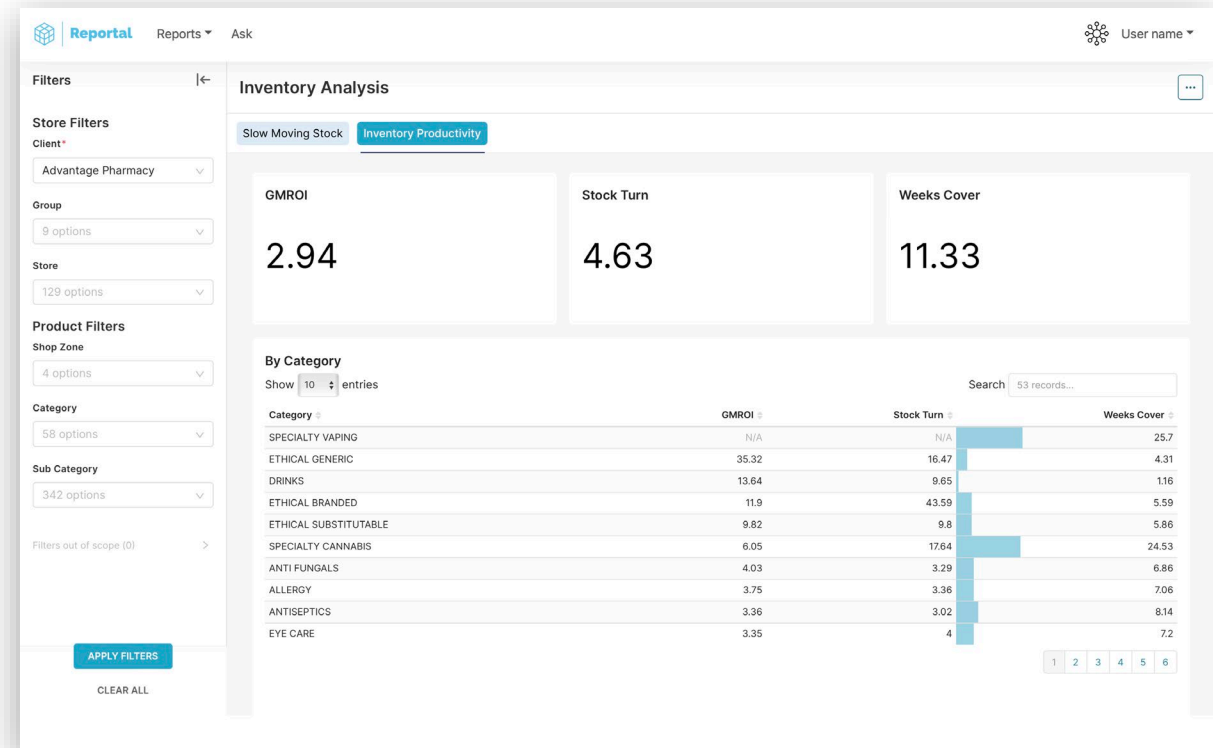 Reportal Reports Ask User name
Filters
Store Filters
Client*
Advantage Pharmacy
Group
9 options
Store
129 options
Product Filters
Shop Zone
4 options
Category
58 options
Sub Category
342 options
Filters out of scope (0)
APPLY FILTERS
CLEAR ALL
Inventory Analysis
Slow Moving Stock Inventory Productivity
GMROI Stock Turn Weeks Cover
2.94 4.63 11.33
By Category
Show 10 entries Search 53 records...
Category GMROI Stock Turn Weeks Cover
SPECIALTY VAPING N/A N/A 25.7
ETHICAL GENERIC 35.32 16.47 4.31
DRINKS 13.64 9.65 1.16
ETHICAL BRANDED 11.9 43.59 5.59
ETHICAL SUBSTITUTABLE 9.82 9.8 5.86
SPECIALTY CANNABIS 6.05 17.64 24.53
ANTI FUNGALS 4.03 3.29 6.86
ALLERGY 3.75 3.36 7.06
ANTISEPTICS 3.36 3.02 8.14
EYE CARE 3.35 4 7.2
1 2 3 4 5 6